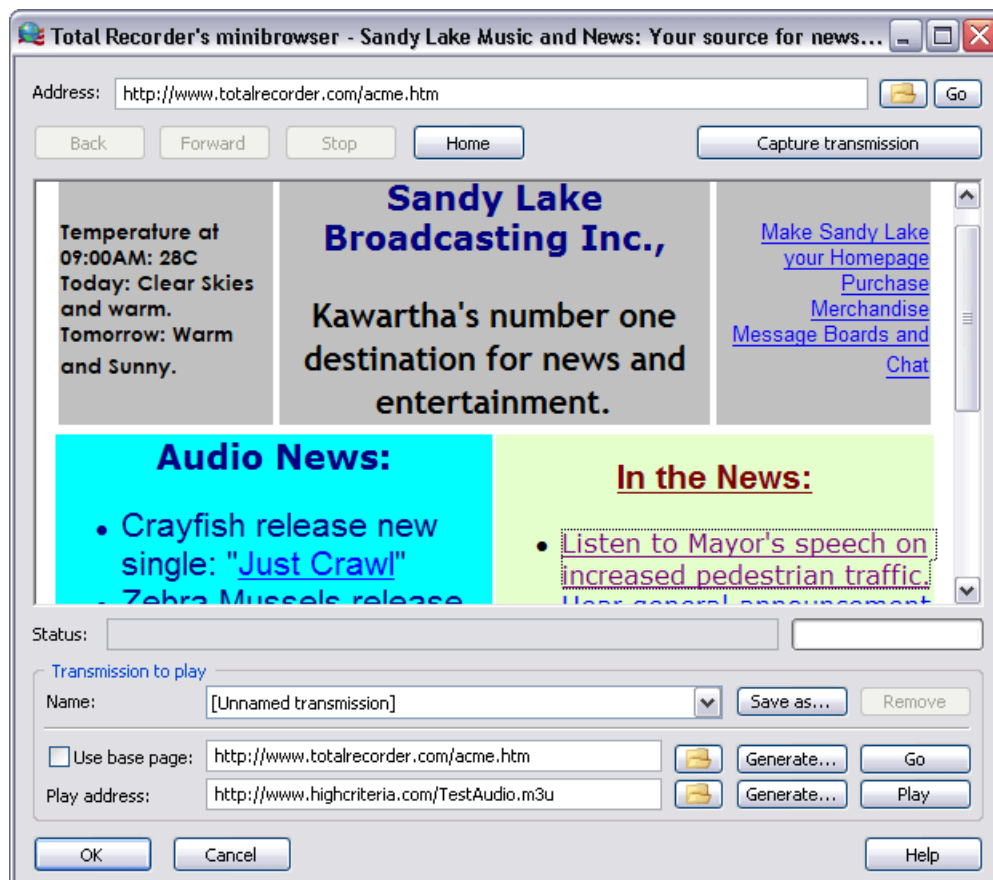 Total Recorder's minibrowser - Sandy Lake Music and News: Your source for news...
Address: http://www.totalrecorder.com/acme.htm Go
Back Forward Stop Home Capture transmission
Temperature at
09:00AM: 28C
Today: Clear Skies
and warm.
Tomorrow: Warm
and Sunny.
Sandy Lake
Broadcasting Inc.,
Kawartha's number one
destination for news and
entertainment.
Make Sandy Lake
your Homepage
Purchase
Merchandise
Message Boards and
Chat
Audio News:
• Crayfish release new
single: "Just Crawl"
• Zebra Mussels release
In the News:
• Listen to Mayor's speech on
increased pedestrian traffic.
Hear general announcement
Status:
Transmission to play
Name: [Unnamed transmission] Save as... Remove
Use base page: http://www.totalrecorder.com/acme.htm Generate... Go
Play address: http://www.highcriteria.com/TestAudio.m3u Generate... Play
OK Cancel Help